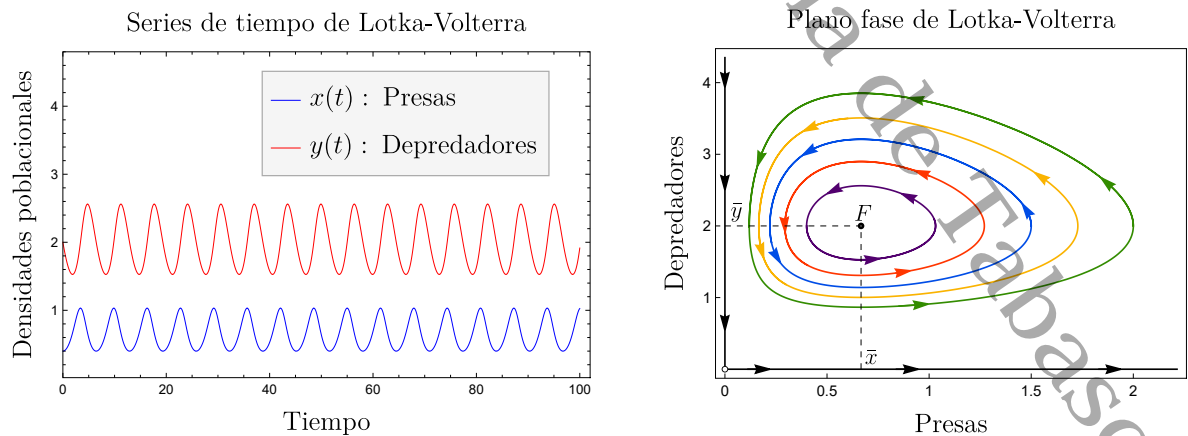 Series de tiempo de Lotka-Volterra
Densidades poblacionales
4
3
2
1
x(t) : Presas
y(t) : Depredadores
0
20
40
60
80
100
Tiempo
Plano fase de Lotka-Volterra
Depredadores
4
3
2
1
ȳ
F
x̄
0
0.5
1
1.5
2
Presas
de Tabasc